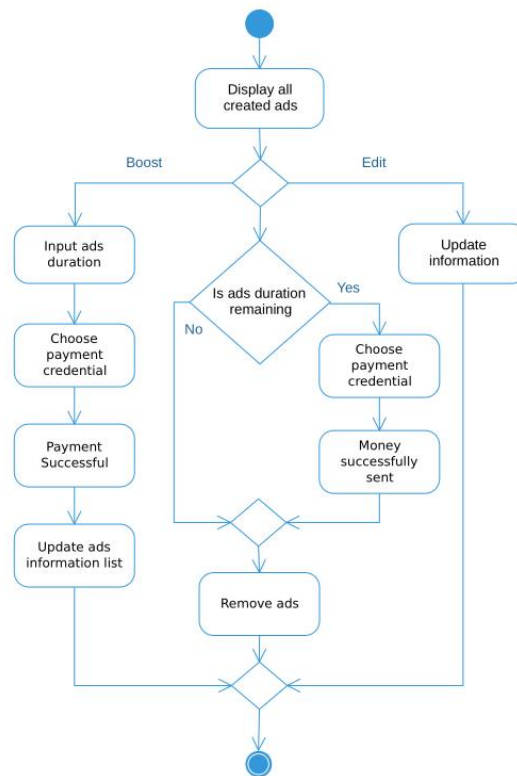 Display all
created ads
Boost
Edit
Input ads
duration
Update
information
Is ads duration
remaining
Yes
No
Choose
payment
credential
Choose
payment
credential
Payment
Successful
Money
successfully
sent
Update ads
information list
Remove ads